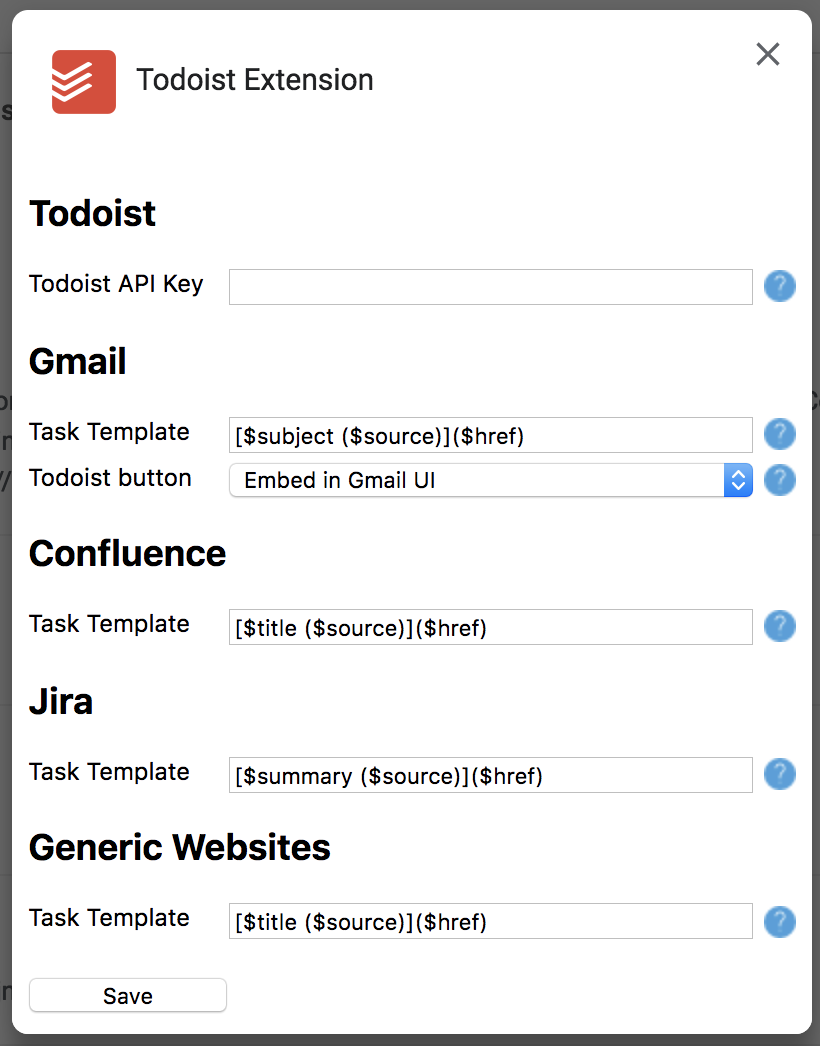 Todoist Extension
Todoist
Todoist API Key
?
Gmail
Task Template [$subject ($source)]($href) ?
Todoist button Embed in Gmail UI ?
Confluence
Task Template [$title ($source)]($href) ?
Jira
Task Template [$summary ($source)]($href) ?
Generic Websites
Task Template [$title ($source)]($href) ?
Save